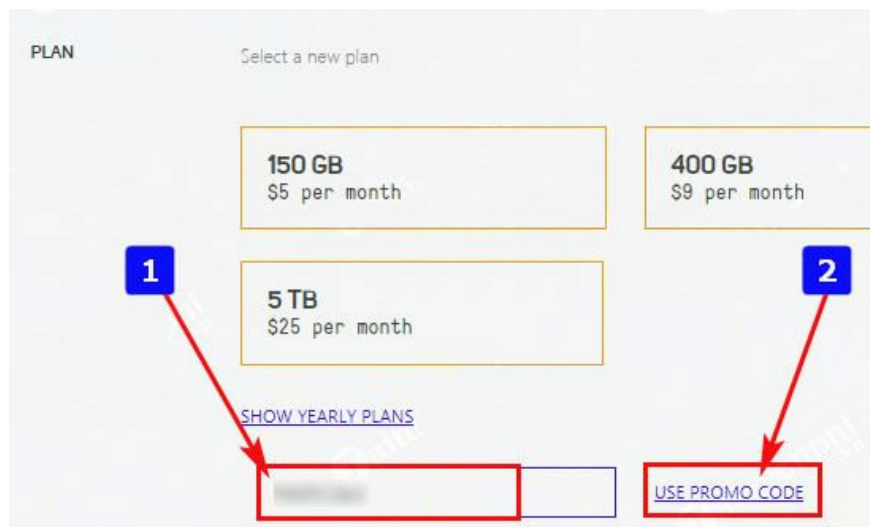 PLAN
Select a new plan
150 GB
$5 per month
400 GB
$9 per month
1
2
5 TB
$25 per month
SHOW YEARLY PLANS
USE PROMO CODE